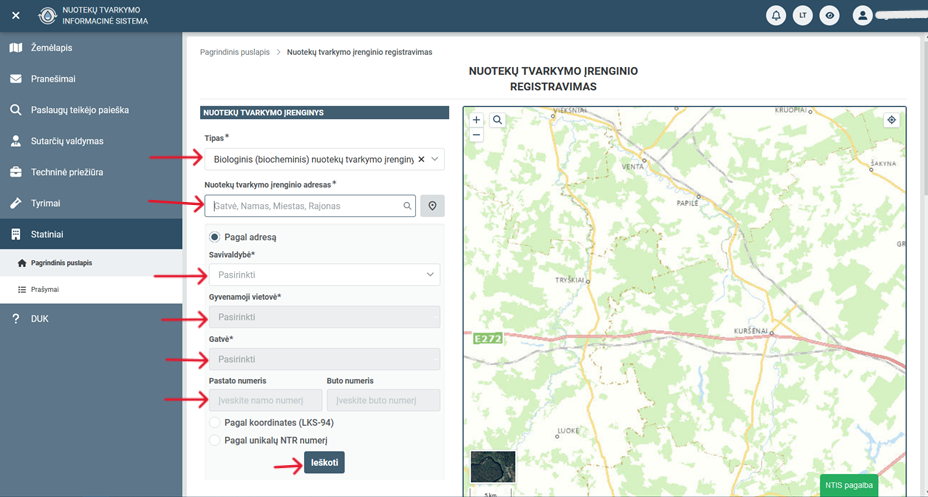 NUOTEKŲ TVARKYMO
INFORMACINĖ SISTEMA
LT
Žemėlapis
Pranešimai
Paslaugų teikėjo paieška
Sutarčių valdymas
Techninė priežiūra
Tyrimai
Statiniai
Pagrindinis puslapis
Prašymai
DUK
Pagrindinis puslapis > Nuotekų tvarkymo įrenginio registravimas
NUOTEKŲ TVARKYMO ĮRENGINIO
REGISTRAVIMAS
NUOTEKŲ TVARKYMO ĮRENGINYS
Tipas *
Biologinis (biocheminis) nuotekų tvarkymo įrenginy
Nuotekų tvarkymo įrenginio adresas *
Gatvė, Namas, Miestas, Rajonas
Pagal adresą
Savivaldybė*
Pasirinkti
Gyvenamoji vietovė*
Pasirinkti
Gatvė*
Pasirinkti
Pastato numeris Buto numeris
Įveskite namo numerį Įveskite buto numerį
Pagal koordinates (LKS-94)
Pagal unikalų NTR numerį
Ieškoti
+
−
VIEKŠNIAI
KRUOPIAI
ŠAKYNA
VENTA
PAPILĖ
GR
TRYŠKIAI
KURŠĖNAI
E272
LUOKĖ
5 km
NTIS pagalba